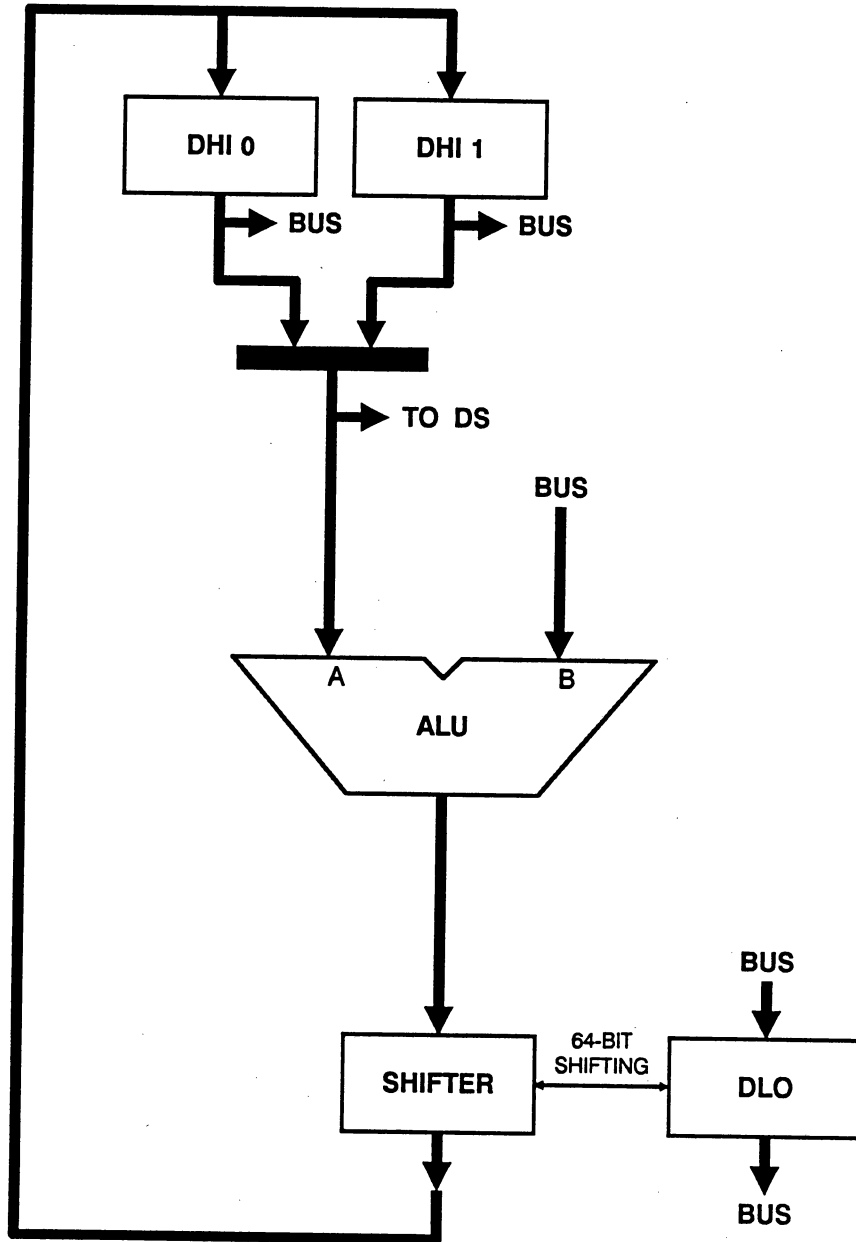 DHI 0
DHI 1
BUS
BUS
TO DS
BUS
A
B
ALU
BUS
64-BIT
SHIFTING
SHIFTER
DLO
BUS